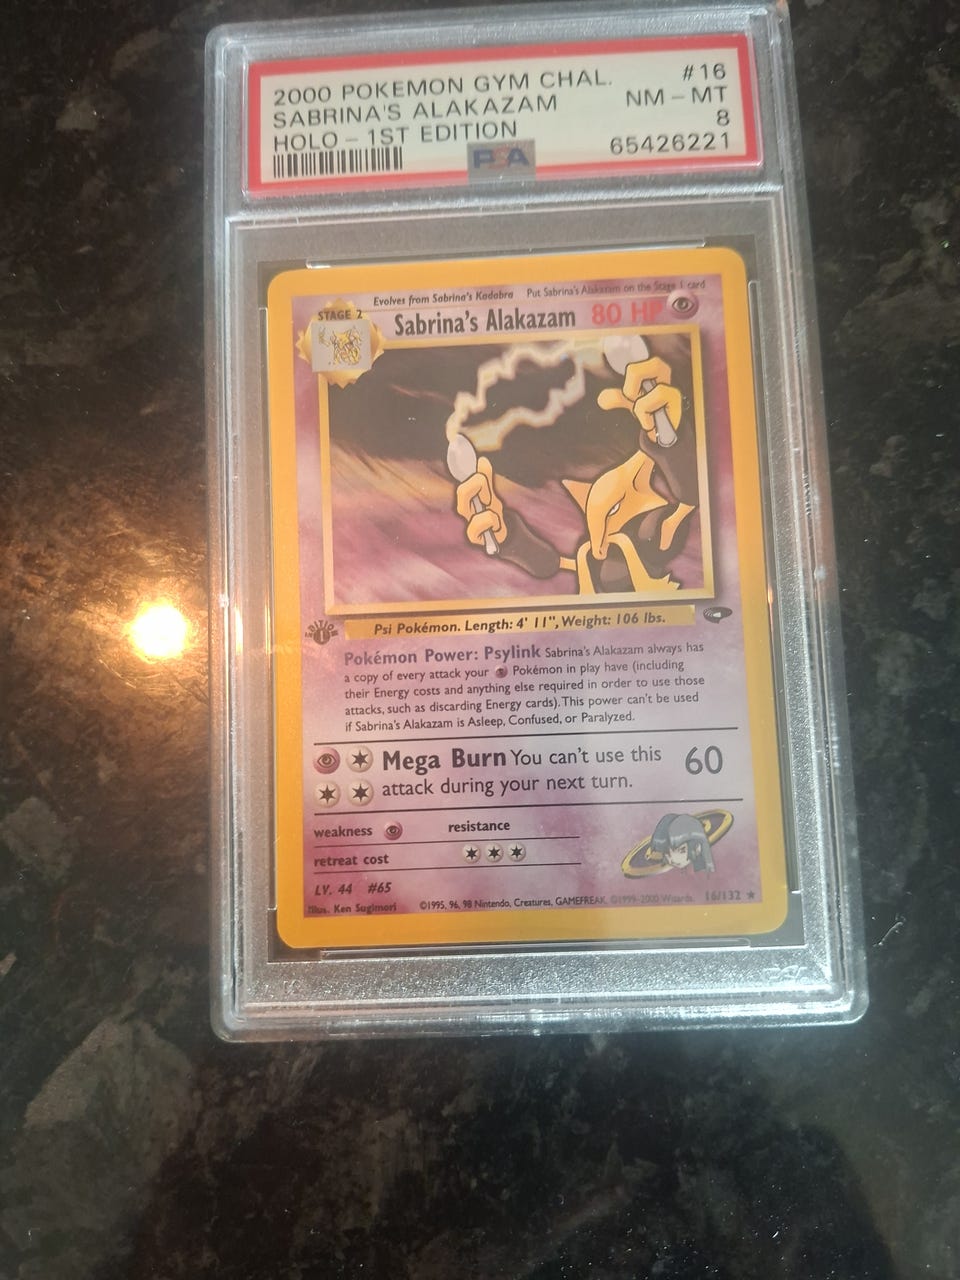 2000 POKEMON GYM CHAL. #16
SABRINA'S ALAKAZAM NM - MT
HOLO - 1ST EDITION 8
PSA 65426221
Evolves from Sabrina's Kadabra Put Sabrina's Alakazam on the Stage 1 card
STAGE 2
Sabrina's Alakazam 80 HP
EDITION
1
Psi Pokémon. Length: 4' 11", Weight: 106 lbs.
Pokémon Power: Psylink Sabrina's Alakazam always has
a copy of every attack your Pokémon in play have (including
their Energy costs and anything else required in order to use those
attacks, such as discarding Energy cards). This power can't be used
if Sabrina's Alakazam is Asleep, Confused, or Paralyzed.
Mega Burn You can't use this 60
attack during your next turn.
weakness resistance
retreat cost
LV. 44 #65
Illus. Ken Sugimori ©1995, 96, 98 Nintendo, Creatures, GAMEFREAK. ©1999-2000 Wizards. 16/132 ★